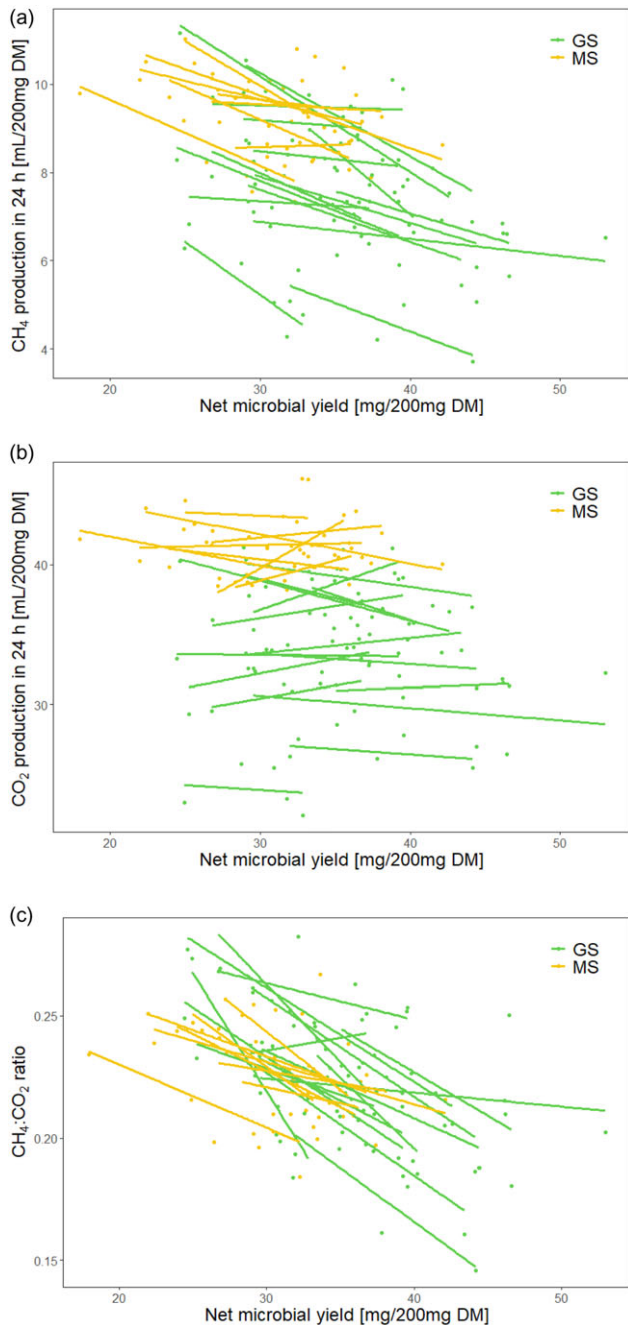 (a)
GS
MS
10
8
6
4
CH₄ production in 24 h [mL/200mg DM]
20 30 40 50
Net microbial yield [mg/200mg DM]
(b)
GS
MS
40
30
CO₂ production in 24 h [mL/200mg DM]
20 30 40 50
Net microbial yield [mg/200mg DM]
(c)
GS
MS
0.25
0.20
0.15
CH₄:CO₂ ratio
20 30 40 50
Net microbial yield [mg/200mg DM]